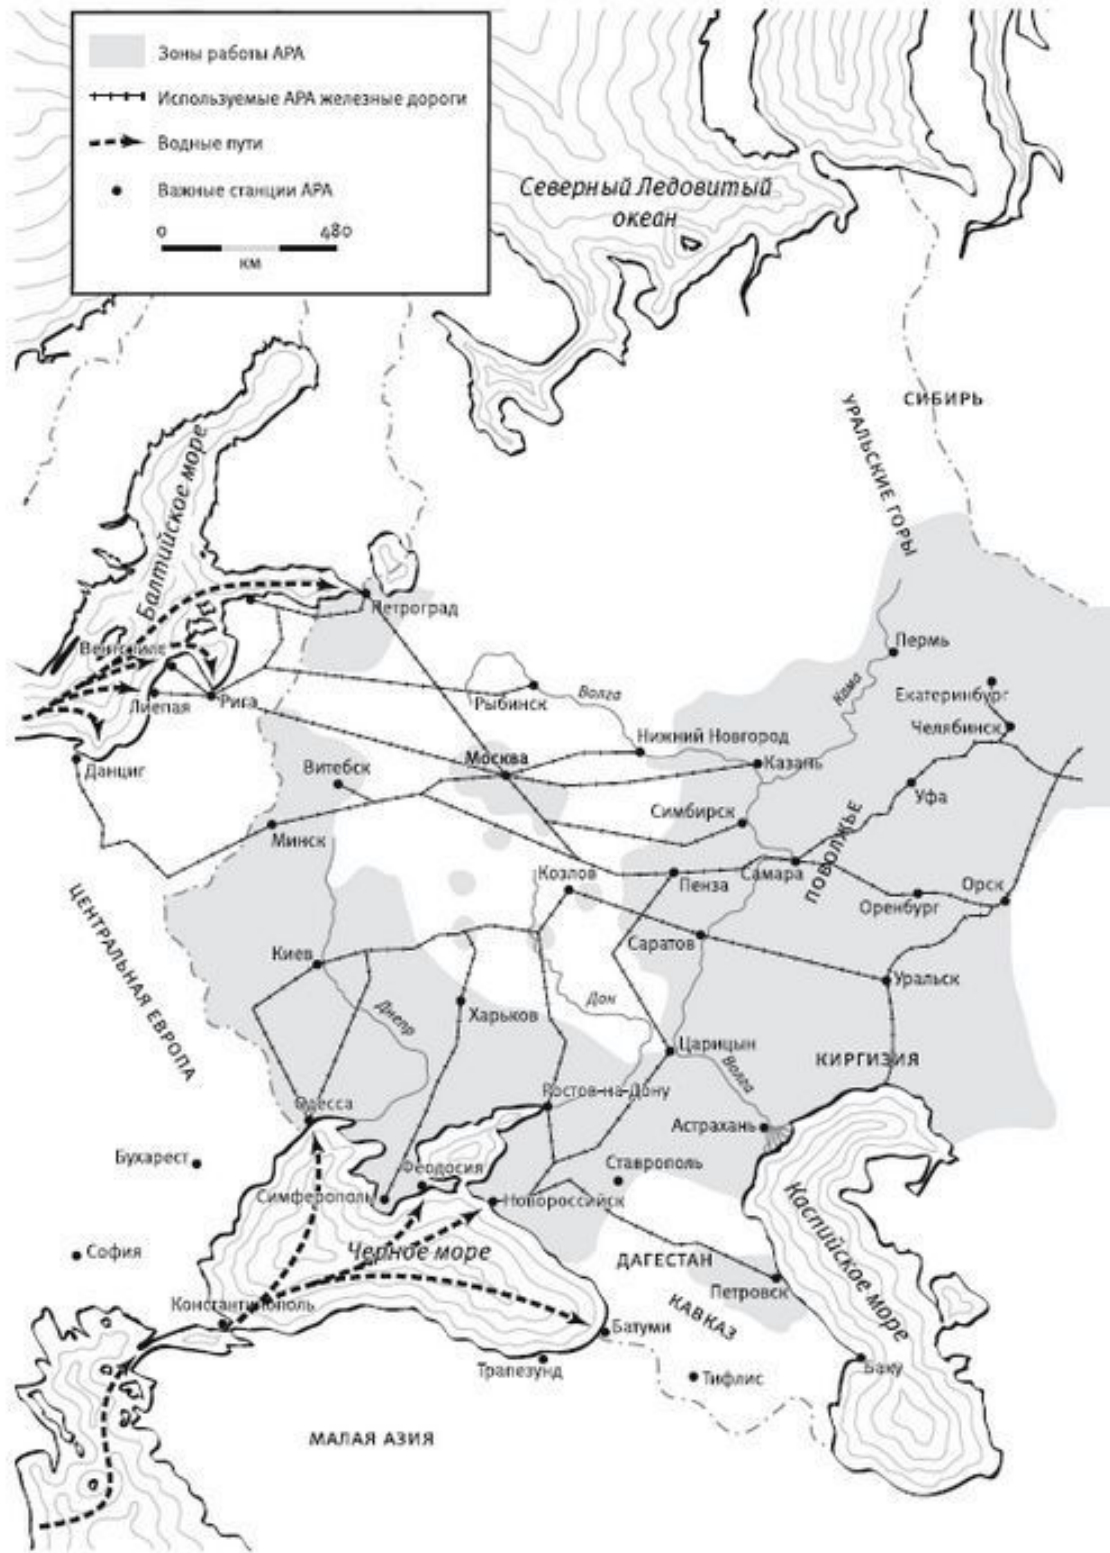 Зоны работы АРА
Используемые АРА железные дороги
Водные пути
Важные станции АРА
0 480
км
Северный Ледовитый
океан
СИБИРЬ
УРАЛЬСКИЕ ГОРЫ
Балтийское море
Петроград
Вентспилс
Пермь
Рыбинск
Волга
Кама
Екатеринбург
Лиепая
Рига
Челябинск
Нижний Новгород
Москва
Казань
Данциг
Витебск
Уфа
Симбирск
Минск
ПОВОЛЖЬЕ
Козлов
Пенза
Самара
Оренбург
Орск
ЦЕНТРАЛЬНАЯ ЕВРОПА
Саратов
Киев
Уральск
Днепр
Харьков
Дон
Царицын
КИРГИЗИЯ
Волга
Ростов-на-Дону
Одесса
Астрахань
Бухарест
Феодосия
Ставрополь
Симферополь
Новороссийск
Каспийское море
София
Черное море
ДАГЕСТАН
Петровск
Константинополь
КАВКАЗ
Батуми
Баку
Трапезунд
Тифлис
МАЛАЯ АЗИЯ